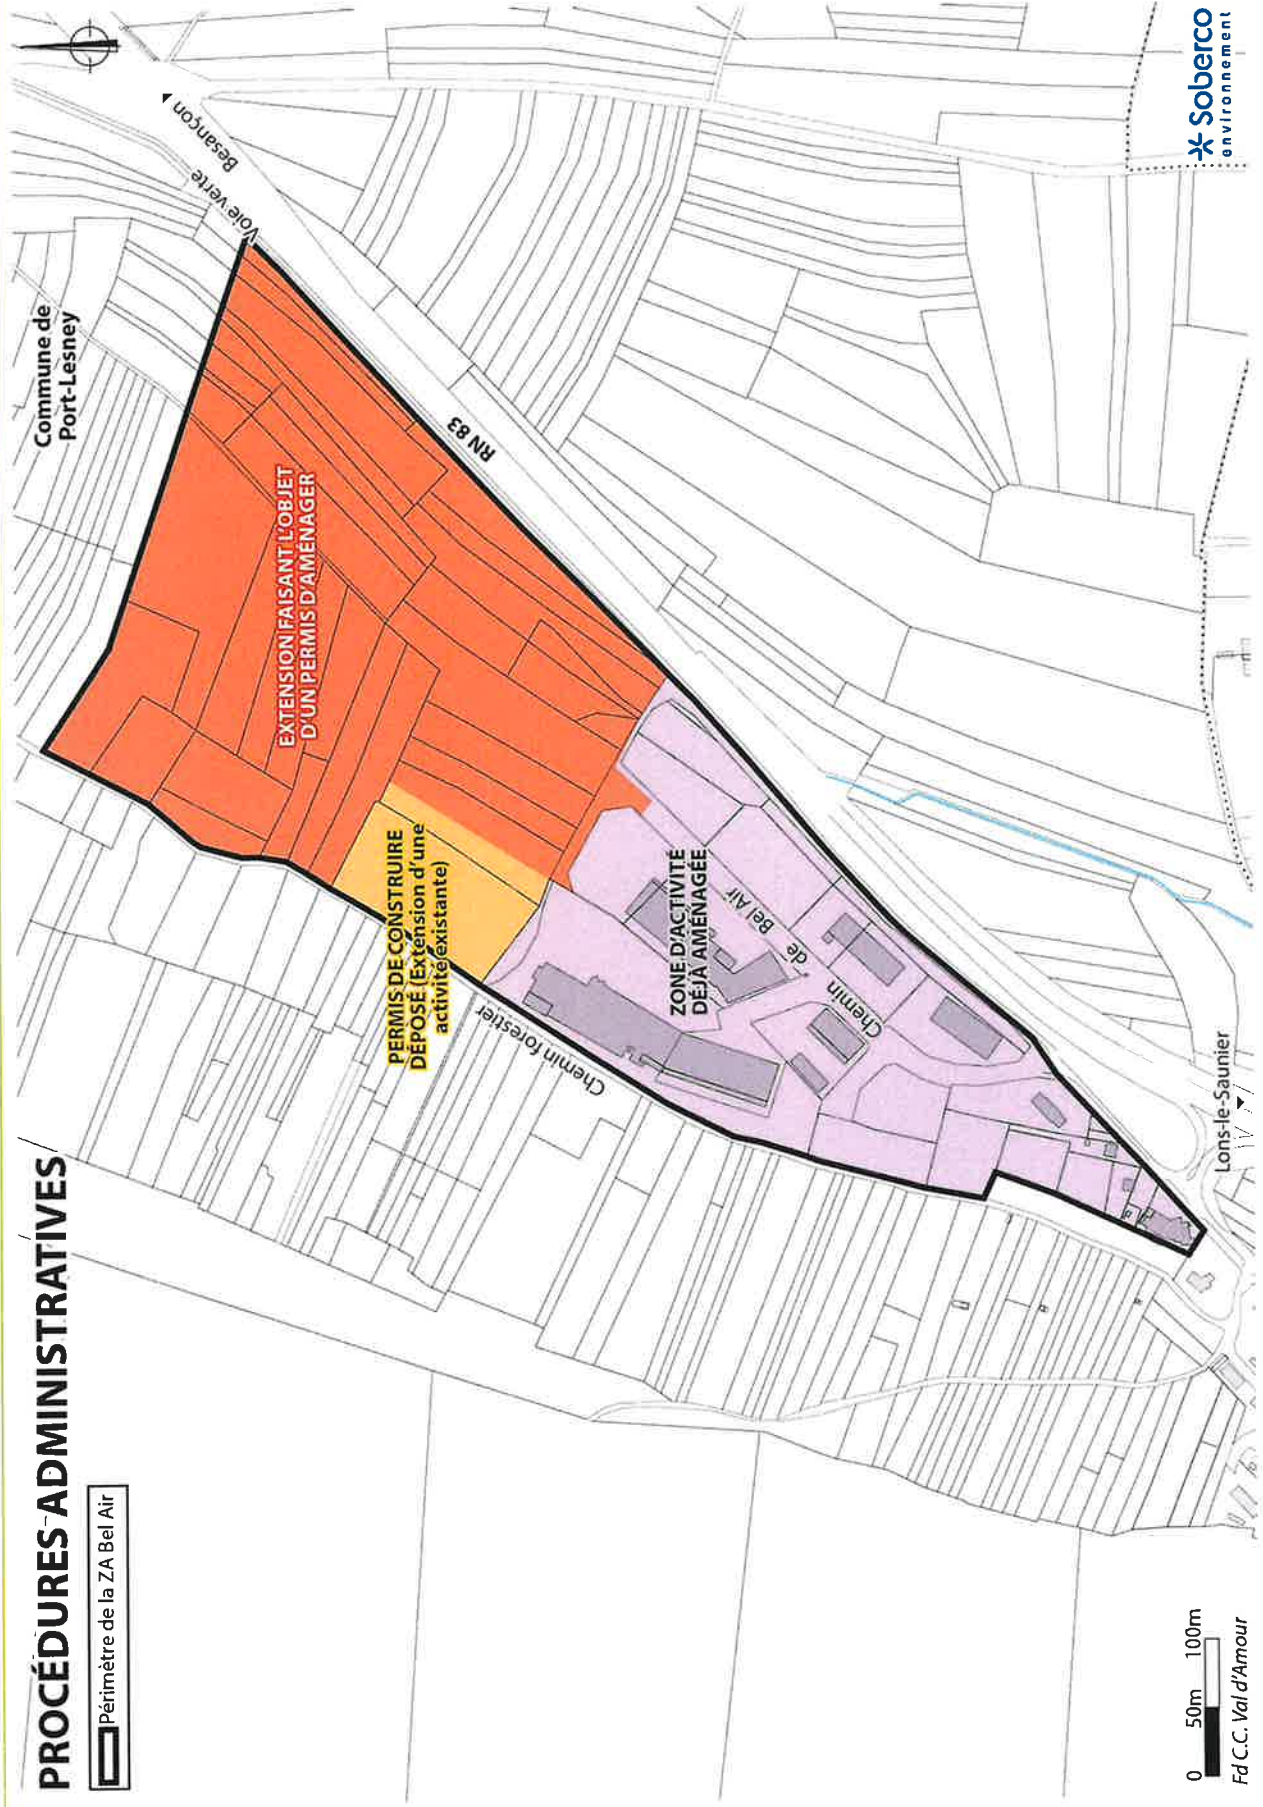 PROCÉDURES ADMINISTRATIVES
Périmètre de la ZA Bel Air
Commune de
Port-Lesney
Besançon
Voie verte
RN 83
EXTENSION FAISANT L'OBJET
D'UN PERMIS D'AMÉNAGER
PERMIS DE CONSTRUIRE
DÉPOSÉ (Extension d'une
activité existante)
Chemin forestier
ZONE D'ACTIVITÉ
DÉJÀ AMÉNAGÉE
Chemin de Bel Air
Lons-le-Saunier
0 50m 100m
Fd C.C. Val d'Amour
Soberco
environnement